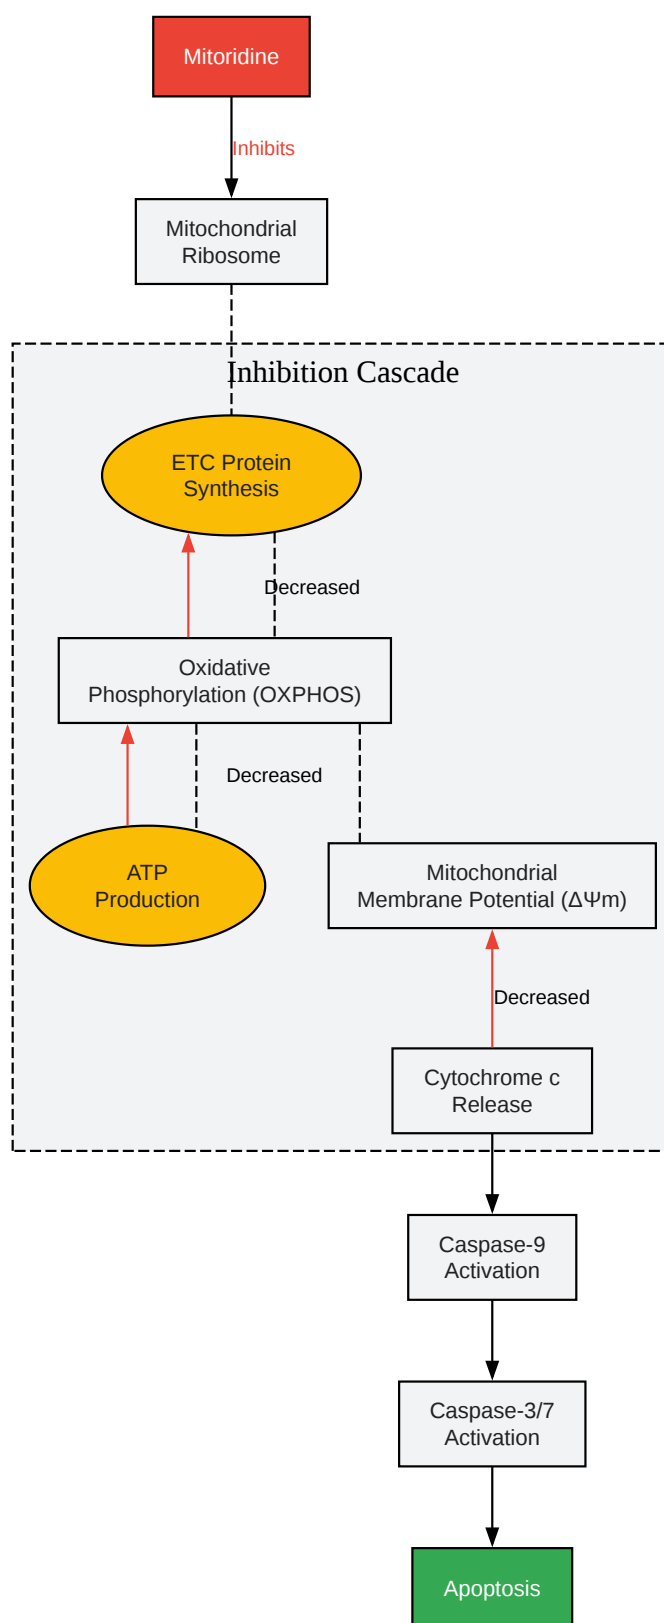 Mitoridine
Inhibits
Mitochondrial
Ribosome
Inhibition Cascade
ETC Protein
Synthesis
Decreased
Oxidative
Phosphorylation (OXPHOS)
Decreased
ATP
Production
Mitochondrial
Membrane Potential (ΔΨm)
Decreased
Cytochrome c
Release
Caspase-9
Activation
Caspase-3/7
Activation
Apoptosis